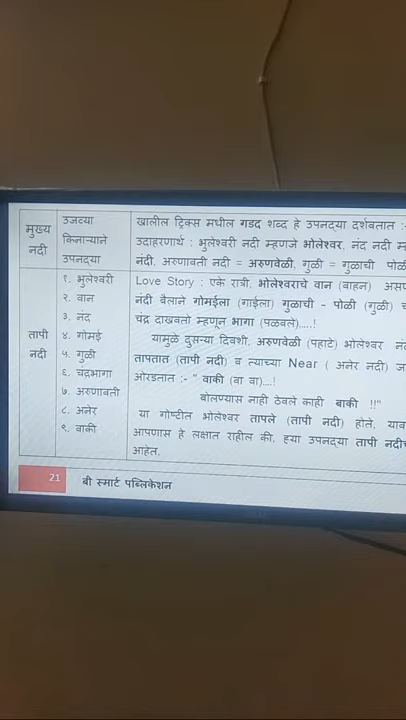 मुख्य नदी
उजव्या किनाऱ्याने उपनद्या
खालील ट्रिक्स मधील गडद शब्द हे उपनद्या दर्शवतात :-
उदाहरणार्थ : भुलेश्वरी नदी म्हणजे भोलेश्वर, नंद नदी म
नंदी, अरुणावती नदी = अरुणवेळी, गुळी = गुळाची पोळी
तापी नदी
१. भुलेश्वरी
२. वान
३. नंद
४. गोमई
५. गुळी
६. चंद्रभागा
७. अरुणावती
८. अनेर
९. वाकी
Love Story : एके रात्री, भोलेश्वराचे वान (बाहन) असण
नंदी बैलाने गोमईला (गाईला) गुळाची - पोळी (गुळी) च
चंद्र दाखवतो म्हणून भागा (पळवले).....!
यामुळे दुसऱ्या दिवशी, अरुणवेळी (पहाटे) भोलेश्वर नं
तापतात (तापी नदी) व त्याच्या Near ( अनेर नदी) ज
ओरडतात :- " वाकी (वा वा)....!
बोलण्यास नाही ठेवले काही बाकी !!"
या गोष्टीत भोलेश्वर तापले (तापी नदी) होते, याव
आपणास हे लक्षात राहील की, हया उपनद्या तापी नदीच
आहेत.
21 बी स्मार्ट पब्लिकेशन